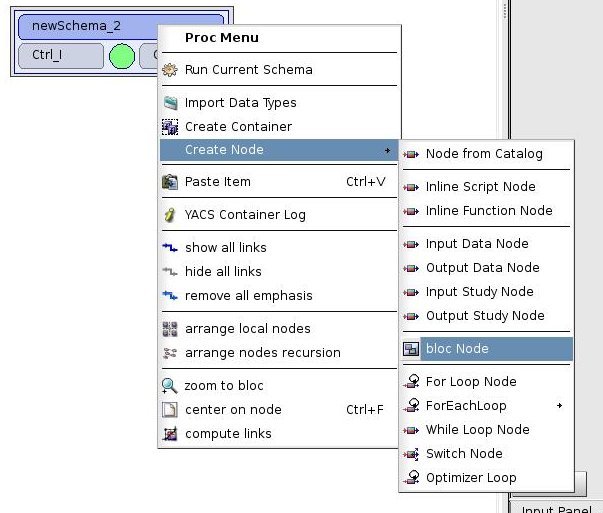 newSchema_2
Ctrl_I
Proc Menu
Run Current Schema
Import Data Types
Create Container
Create Node
Paste Item Ctrl+V
YACS Container Log
show all links
hide all links
remove all emphasis
arrange local nodes
arrange nodes recursion
zoom to bloc
center on node Ctrl+F
compute links
Node from Catalog
Inline Script Node
Inline Function Node
Input Data Node
Output Data Node
Input Study Node
Output Study Node
bloc Node
For Loop Node
ForEachLoop
While Loop Node
Switch Node
Optimizer Loop
Input Panel